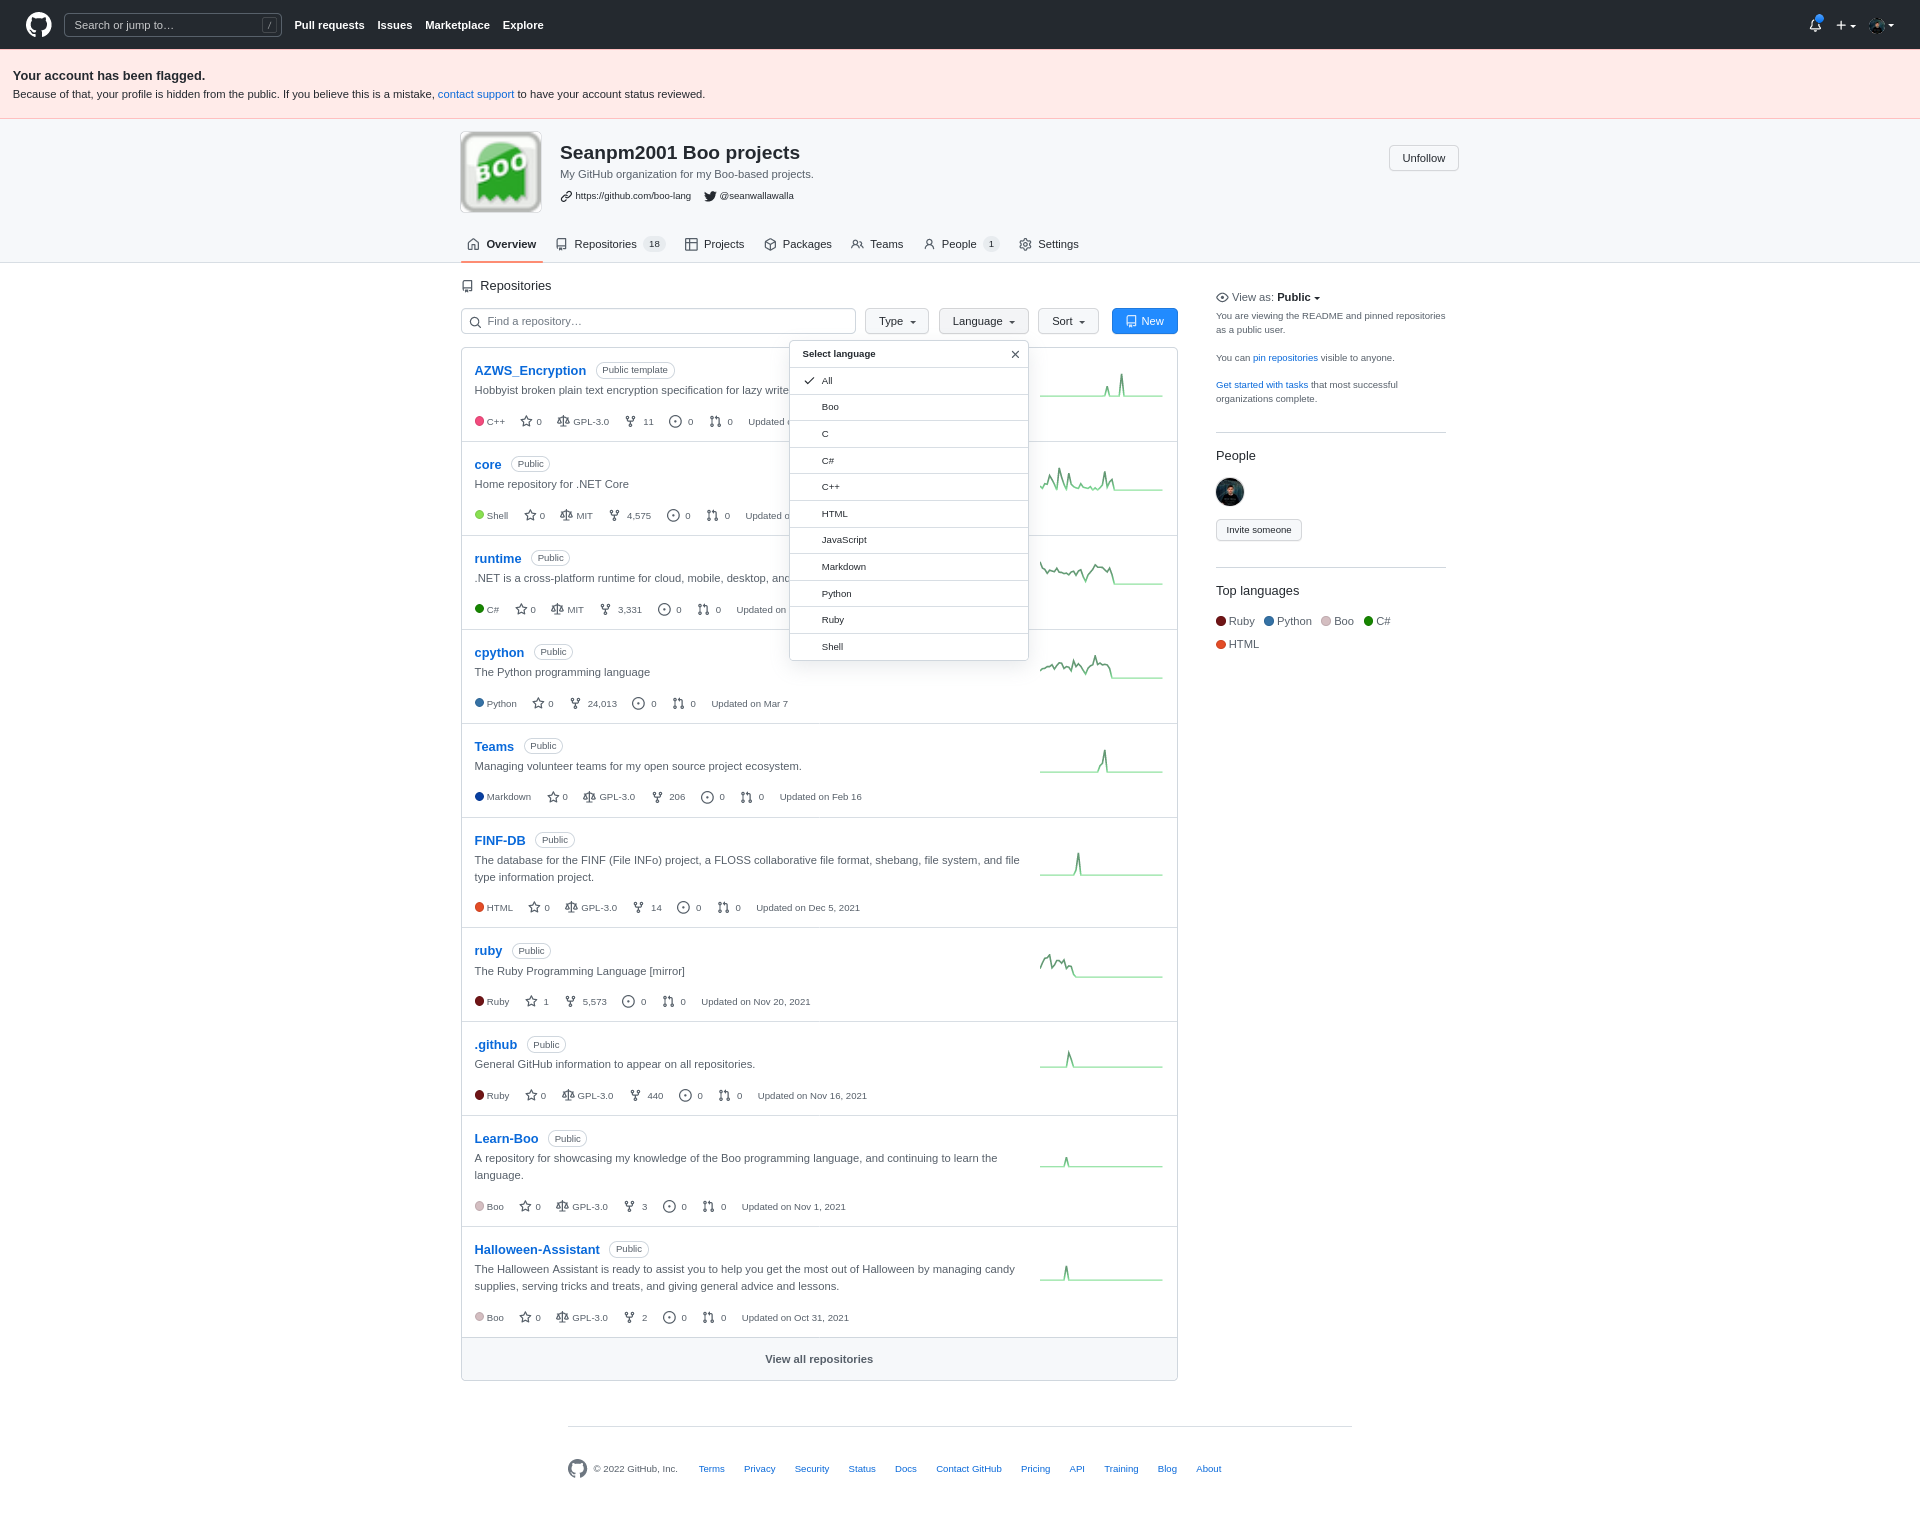 Search or jump to…
/
Pull requests Issues Marketplace Explore
Your account has been flagged.
Because of that, your profile is hidden from the public. If you believe this is a mistake, contact support to have your account status reviewed.
BOO
Seanpm2001 Boo projects
My GitHub organization for my Boo-based projects.
https://github.com/boo-lang @seanwallawalla
Unfollow
Overview Repositories 18 Projects Packages Teams People 1 Settings
Repositories
Find a repository…
Type Language Sort New
Select language
All
Boo
C
C#
C++
HTML
JavaScript
Markdown
Python
Ruby
Shell
AZWS_Encryption Public template
Hobbyist broken plain text encryption specification for lazy write
C++ 0 GPL-3.0 11 0 0 Updated
core Public
Home repository for .NET Core
Shell 0 MIT 4,575 0 0 Updated o
runtime Public
.NET is a cross-platform runtime for cloud, mobile, desktop, and
C# 0 MIT 3,331 0 0 Updated on
cpython Public
The Python programming language
Python 0 24,013 0 0 Updated on Mar 7
Teams Public
Managing volunteer teams for my open source project ecosystem.
Markdown 0 GPL-3.0 206 0 0 Updated on Feb 16
FINF-DB Public
The database for the FINF (File INFo) project, a FLOSS collaborative file format, shebang, file system, and file
type information project.
HTML 0 GPL-3.0 14 0 0 Updated on Dec 5, 2021
ruby Public
The Ruby Programming Language [mirror]
Ruby 1 5,573 0 0 Updated on Nov 20, 2021
.github Public
General GitHub information to appear on all repositories.
Ruby 0 GPL-3.0 440 0 0 Updated on Nov 16, 2021
Learn-Boo Public
A repository for showcasing my knowledge of the Boo programming language, and continuing to learn the
language.
Boo 0 GPL-3.0 3 0 0 Updated on Nov 1, 2021
Halloween-Assistant Public
The Halloween Assistant is ready to assist you to help you get the most out of Halloween by managing candy
supplies, serving tricks and treats, and giving general advice and lessons.
Boo 0 GPL-3.0 2 0 0 Updated on Oct 31, 2021
View all repositories
View as: Public
You are viewing the README and pinned repositories
as a public user.
You can pin repositories visible to anyone.
Get started with tasks that most successful
organizations complete.
People
Invite someone
Top languages
Ruby Python Boo C#
HTML
© 2022 GitHub, Inc. Terms Privacy Security Status Docs Contact GitHub Pricing API Training Blog About